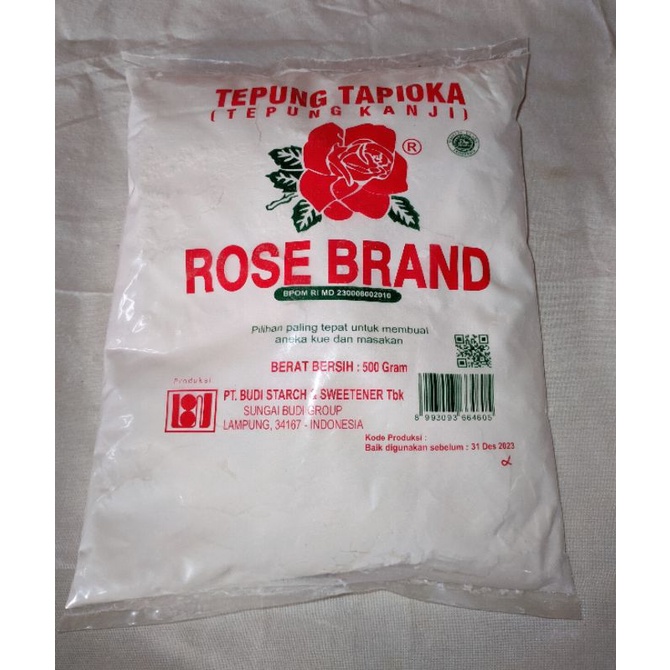 TEPUNG TAPIOKA
(TEPUNG KANJI)
®
ROSE BRAND
BPOM RI MD 230006002010
Pilihan paling tepat untuk membuat
aneka kue dan masakan
BERAT BERSIH : 500 Gram
Produksi
PT. BUDI STARCH & SWEETENER Tbk
SUNGAI BUDI GROUP
LAMPUNG, 34167 - INDONESIA
8 993093 664605
Kode Produksi :
Baik digunakan sebelum : 31 Des 2023